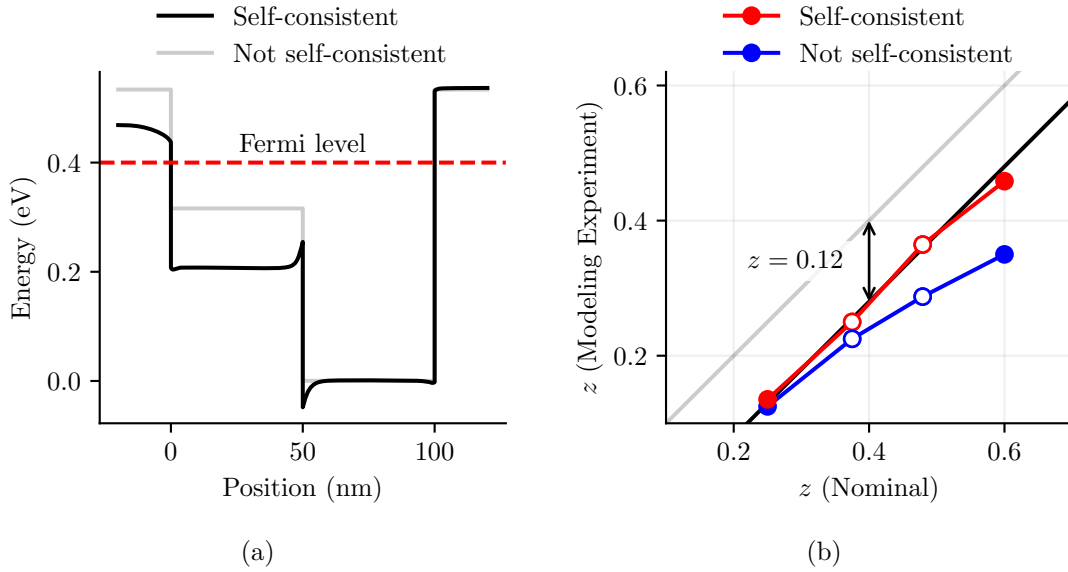 Self-consistent
Not self-consistent
Fermi level
Energy (eV)
0.4
0.2
0.0
0
50
100
Position (nm)
(a)
Self-consistent
Not self-consistent
z (Modeling Experiment)
0.6
0.4
0.2
z = 0.12
0.2
0.4
0.6
z (Nominal)
(b)